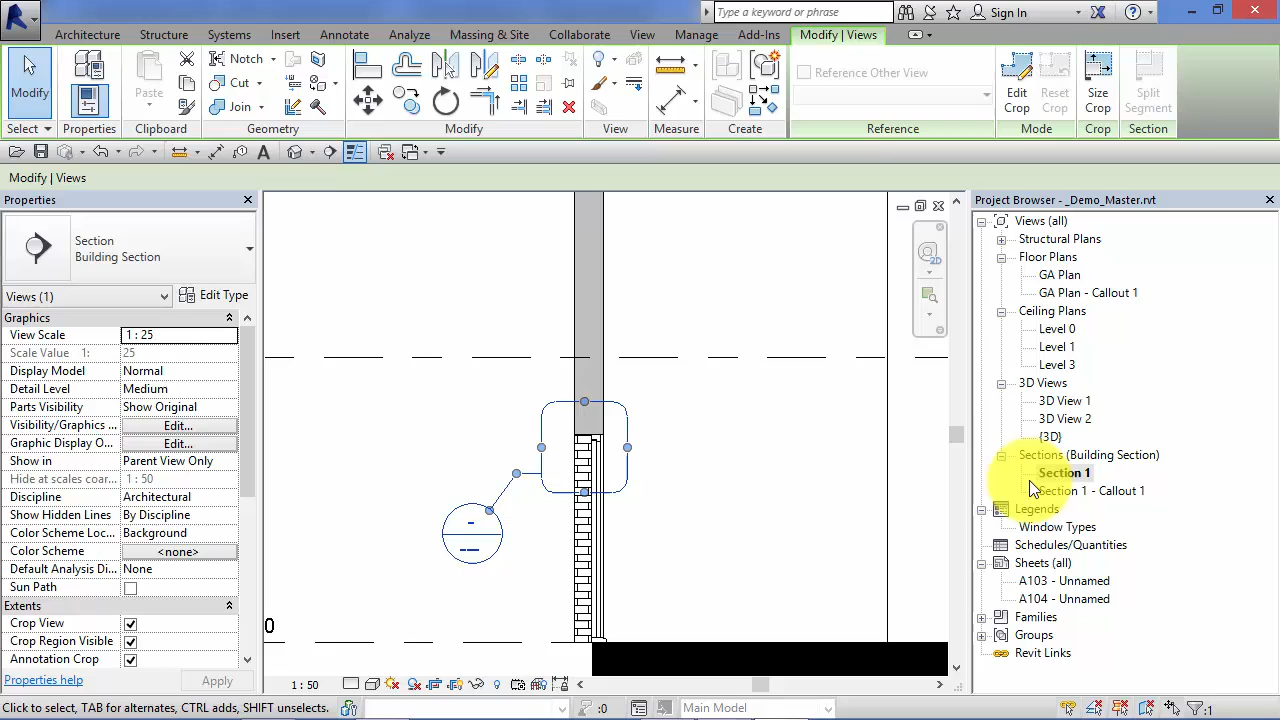 Type a keyword or phrase
Sign In
Architecture Structure Systems Insert Annotate Analyze Massing & Site Collaborate View Manage Add-Ins Modify | Views
Modify
Paste
Notch
Cut
Join
Reference Other View
Edit Crop
Reset Crop
Size Crop
Split Segment
Select Properties Clipboard Geometry Modify View Measure Create Reference Mode Crop Section
A
Modify | Views
Properties
Section
Building Section
Views (1)
Edit Type
Graphics
View Scale 1 : 25
Scale Value 1: 25
Display Model Normal
Detail Level Medium
Parts Visibility Show Original
Visibility/Graphics ... Edit...
Graphic Display O... Edit...
Show in Parent View Only
Hide at scales coar... 1 : 50
Discipline Architectural
Show Hidden Lines By Discipline
Color Scheme Loc... Background
Color Scheme <none>
Default Analysis Di... None
Sun Path
Extents
Crop View
Crop Region Visible
Annotation Crop
Properties help
Apply
0
2D
1 : 50
Project Browser - _Demo_Master.rvt
Views (all)
Structural Plans
Floor Plans
GA Plan
GA Plan - Callout 1
Ceiling Plans
Level 0
Level 1
Level 3
3D Views
3D View 1
3D View 2
{3D}
Sections (Building Section)
Section 1
Section 1 - Callout 1
Legends
Window Types
Schedules/Quantities
Sheets (all)
A103 - Unnamed
A104 - Unnamed
Families
Groups
Revit Links
Click to select, TAB for alternates, CTRL adds, SHIFT unselects.
:0
Main Model
:1